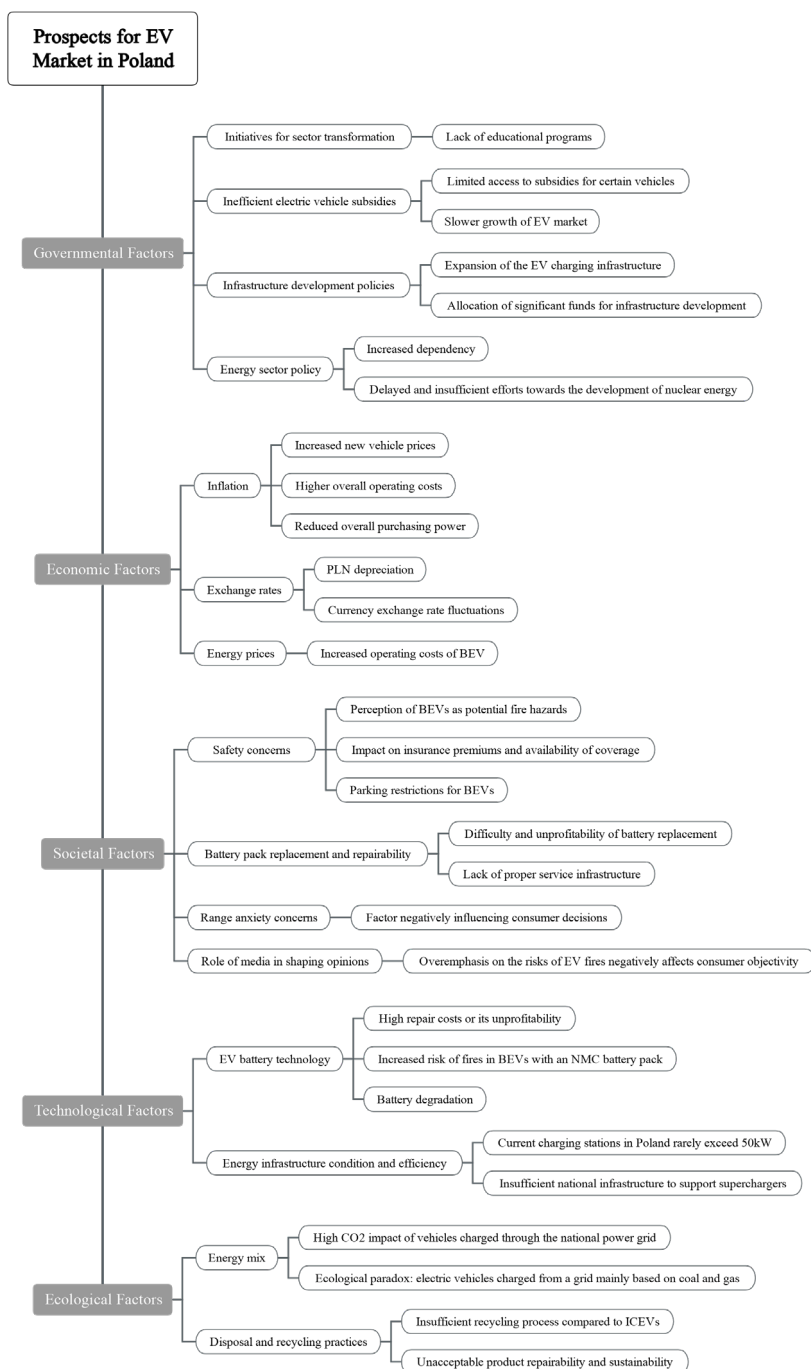 Prospects for EV
Market in Poland
Governmental Factors
Initiatives for sector transformation
Lack of educational programs
Inefficient electric vehicle subsidies
Limited access to subsidies for certain vehicles
Slower growth of EV market
Infrastructure development policies
Expansion of the EV charging infrastructure
Allocation of significant funds for infrastructure development
Energy sector policy
Increased dependency
Delayed and insufficient efforts towards the development of nuclear energy
Economic Factors
Inflation
Increased new vehicle prices
Higher overall operating costs
Reduced overall purchasing power
Exchange rates
PLN depreciation
Currency exchange rate fluctuations
Energy prices
Increased operating costs of BEV
Societal Factors
Safety concerns
Perception of BEVs as potential fire hazards
Impact on insurance premiums and availability of coverage
Parking restrictions for BEVs
Battery pack replacement and repairability
Difficulty and unprofitability of battery replacement
Lack of proper service infrastructure
Range anxiety concerns
Factor negatively influencing consumer decisions
Role of media in shaping opinions
Overemphasis on the risks of EV fires negatively affects consumer objectivity
Technological Factors
EV battery technology
High repair costs or its unprofitability
Increased risk of fires in BEVs with an NMC battery pack
Battery degradation
Energy infrastructure condition and efficiency
Current charging stations in Poland rarely exceed 50kW
Insufficient national infrastructure to support superchargers
Ecological Factors
Energy mix
High CO2 impact of vehicles charged through the national power grid
Ecological paradox: electric vehicles charged from a grid mainly based on coal and gas
Disposal and recycling practices
Insufficient recycling process compared to ICEVs
Unacceptable product repairability and sustainability